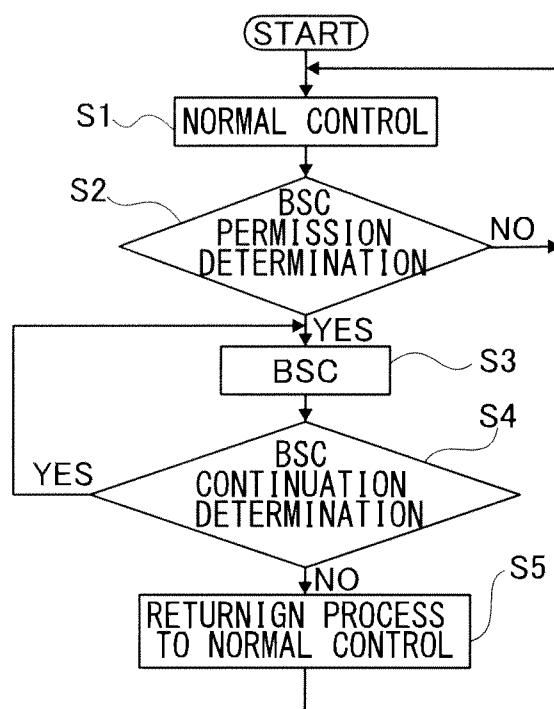 START
S1
NORMAL CONTROL
S2
BSC
PERMISSION
DETERMINATION
NO
YES
BSC
S3
S4
YES
BSC
CONTINUATION
DETERMINATION
NO
S5
RETURNIGN PROCESS
TO NORMAL CONTROL